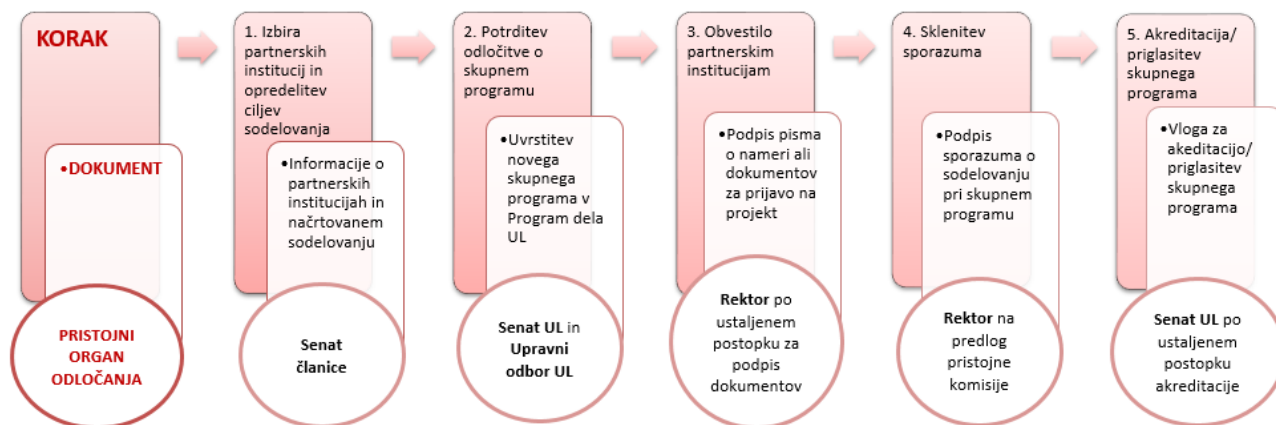 KORAK
•DOKUMENT
PRISTOJNI
ORGAN
ODLOČANJA
1. Izbira
partnerskih
institucij in
opredelitev
ciljev
sodelovanja
•Informacije o
partnerskih
institucijah in
načrtovanem
sodelovanju
Senat
članice
2. Potrditev
odločitve o
skupnem
programu
•Uvrstitev
novega
skupnega
programa v
Program dela
UL
Senat UL in
Upravni
odbor UL
3. Obvestilo
partnerskim
institucijam
•Podpis pisma
o nameri ali
dokumentov
za prijavo na
projekt
Rektor po
ustaljenem
postopku za
podpis
dokumentov
4. Sklenitev
sporazuma
•Podpis
sporazuma o
sodelovanju
pri skupnem
programu
Rektor na
predlog
pristojne
komisije
5. Akreditacija/
priglasitev
skupnega
programa
•Vloga za
akeditacijo/
priglasitev
skupnega
programa
Senat UL po
ustaljenem
postopku
akreditacije